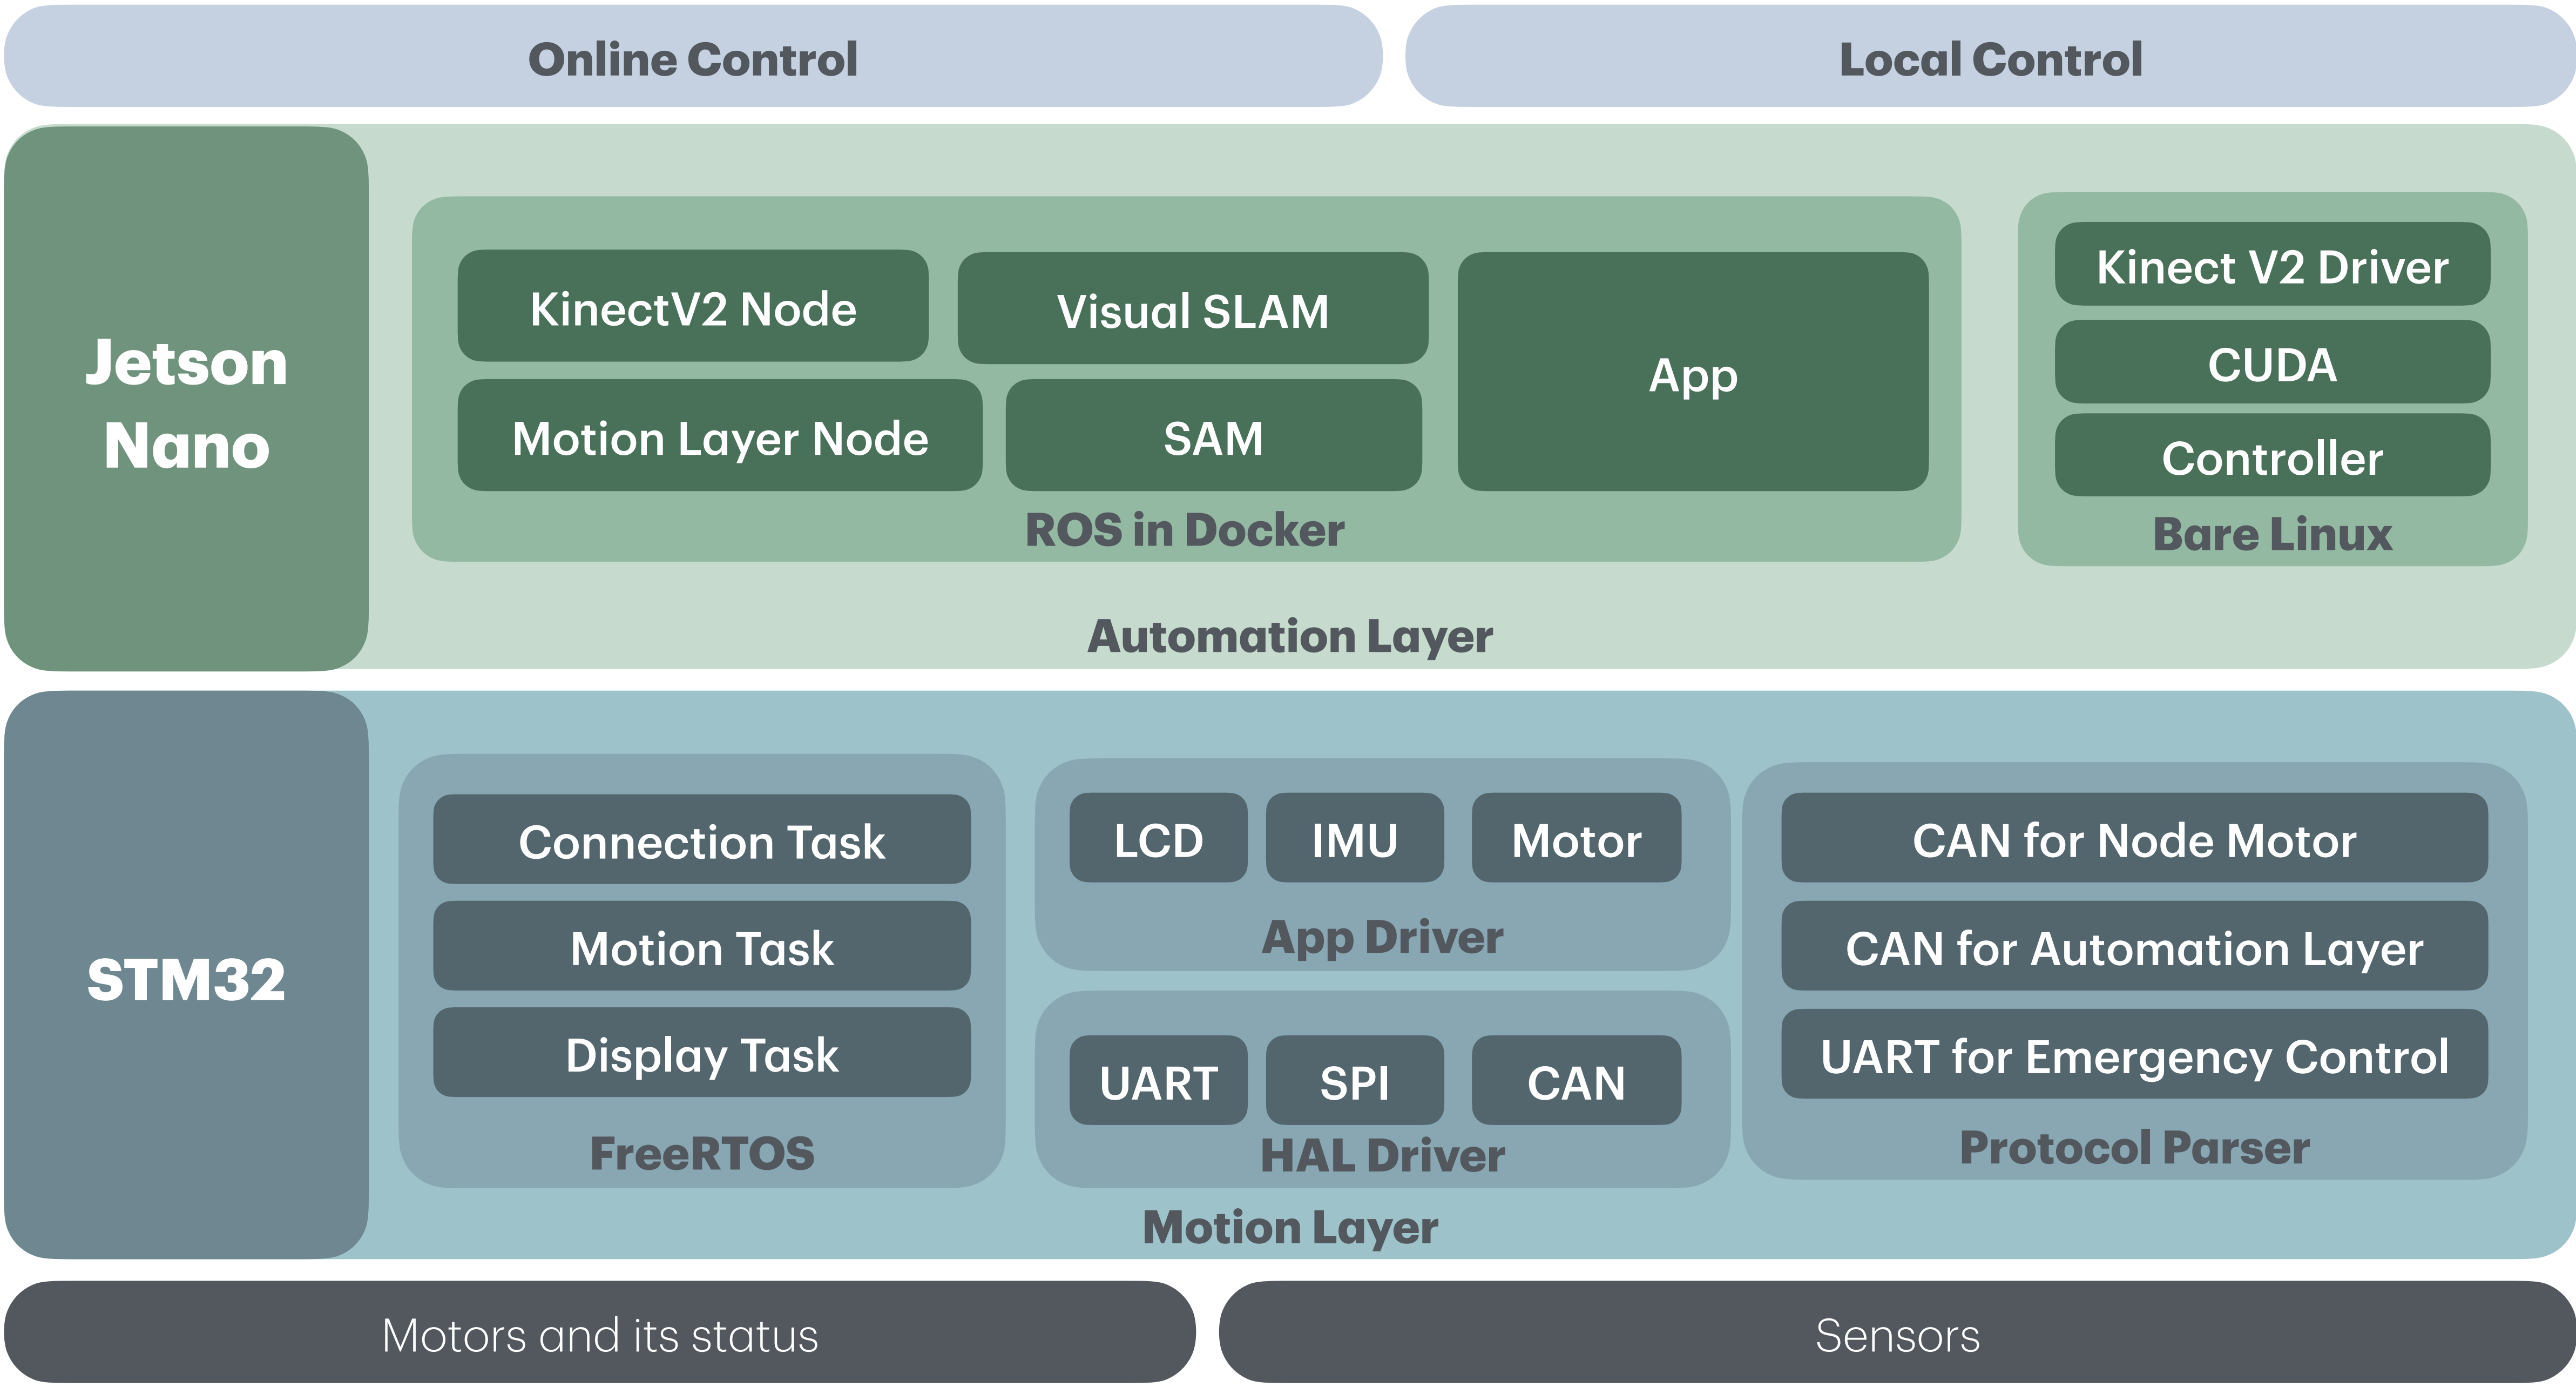 Online Control
Local Control
Jetson
Nano
KinectV2 Node
Visual SLAM
App
Motion Layer Node
SAM
ROS in Docker
Kinect V2 Driver
CUDA
Controller
Bare Linux
Automation Layer
STM32
Connection Task
Motion Task
Display Task
FreeRTOS
LCD
IMU
Motor
App Driver
UART
SPI
CAN
HAL Driver
CAN for Node Motor
CAN for Automation Layer
UART for Emergency Control
Protocol Parser
Motion Layer
Motors and its status
Sensors